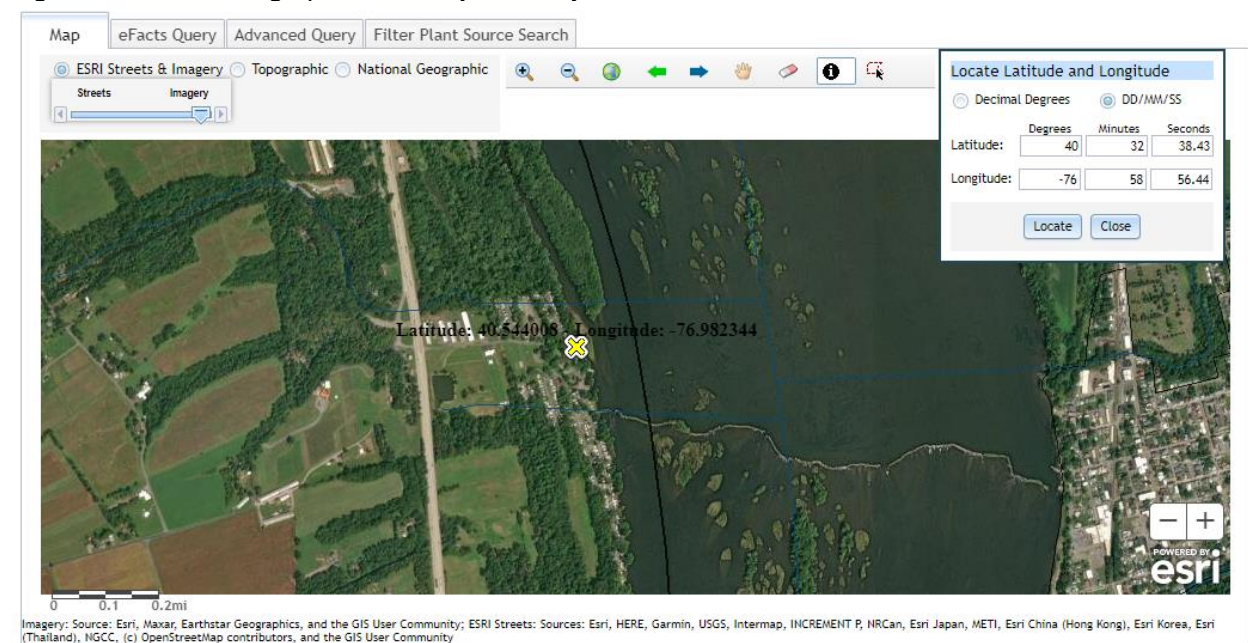 Map eFacts Query Advanced Query Filter Plant Source Search
ESRI Streets & Imagery Topographic National Geographic
Streets Imagery
Locate Latitude and Longitude
Decimal Degrees DD/MM/SS
Degrees Minutes Seconds
Latitude: 40 32 38.43
Longitude: -76 58 56.44
Locate Close
Latitude: 40.544008 - Longitude: -76.982344
POWERED BY
esri
0 0.1 0.2mi
Imagery: Source: Esri, Maxar, Earthstar Geographics, and the GIS User Community; ESRI Streets: Sources: Esri, HERE, Garmin, USGS, Intermap, INCREMENT P, NRCan, Esri Japan, METI, Esri China (Hong Kong), Esri Korea, Esri
(Thailand), NGCC, (c) OpenStreetMap contributors, and the GIS User Community